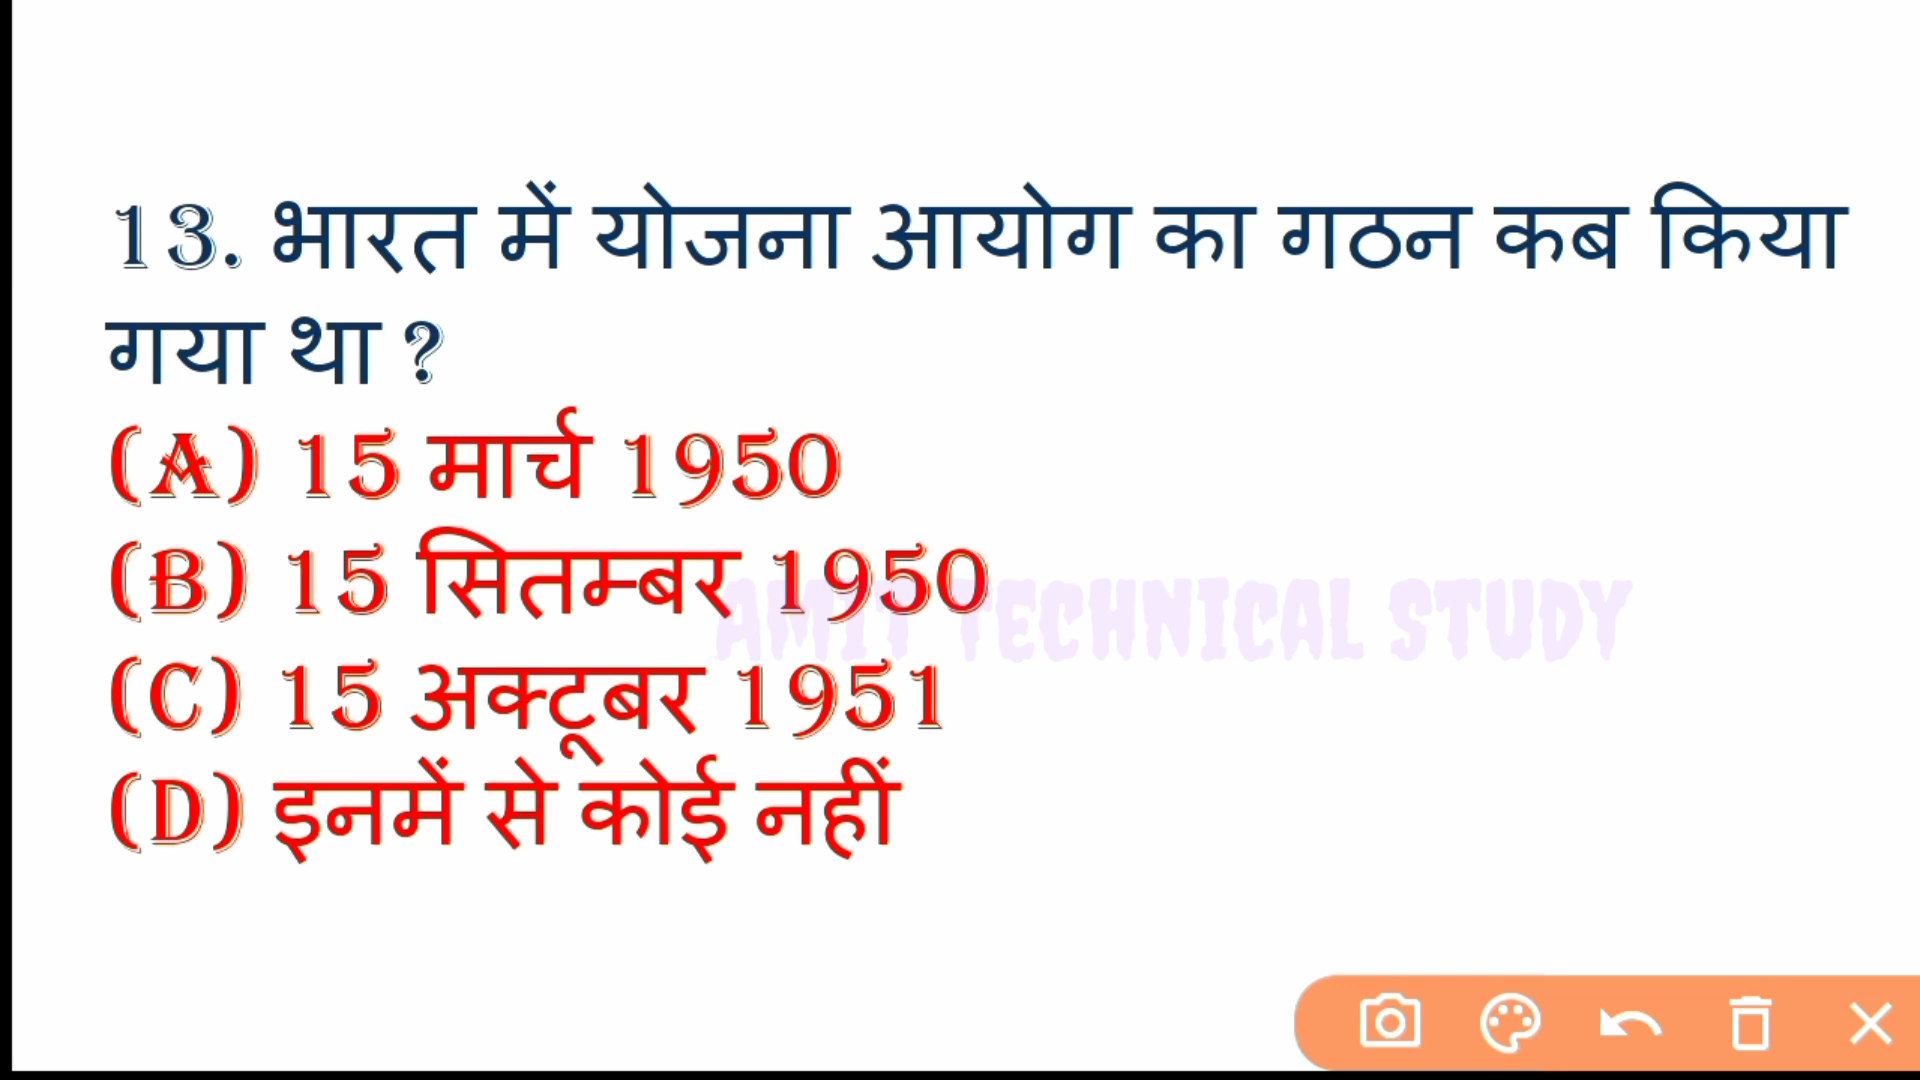 13. भारत में योजना आयोग का गठन कब किया
गया था ?
(A) 15 मार्च 1950
(B) 15 सितम्बर 1950
AMIT TECHNICAL STUDY
(C) 15 अक्टूबर 1951
(D) इनमें से कोई नहीं